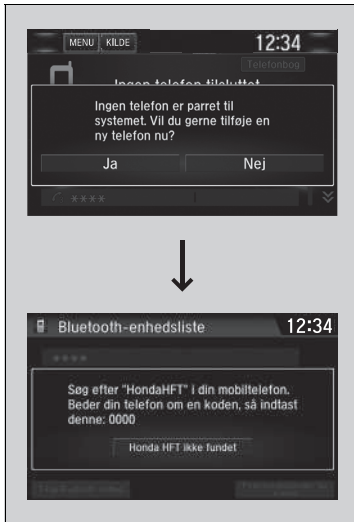 MENU KILDE 12:34
Telefonbog
Ingen telefon tilsluttet
Ingen telefon er parret til
systemet. Vil du gerne tilføje en
ny telefon nu?
Ja Nej
****
Bluetooth-enhedsliste 12:34
****
Søg efter "HondaHFT" i din mobiltelefon.
Beder din telefon om en koden, så indtast
denne: 0000
Honda HFT ikke fundet